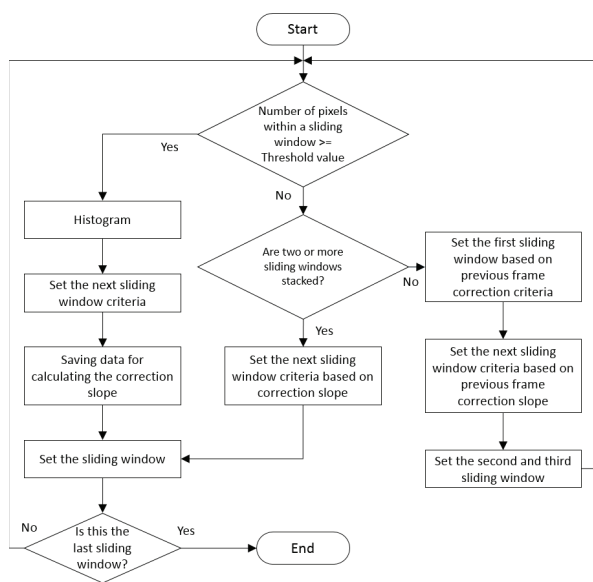 Start
Number of pixels
within a sliding
window >=
Threshold value
Yes
No
Histogram
Are two or more
sliding windows
stacked?
No
Set the first sliding
window based on
previous frame
correction criteria
Set the next sliding
window criteria
Yes
Saving data for
calculating the correction
slope
Set the next sliding
window criteria based on
correction slope
Set the next sliding
window criteria based on
previous frame
correction slope
Set the sliding window
Set the second and third
sliding window
No
Is this the
last sliding
window?
Yes
End